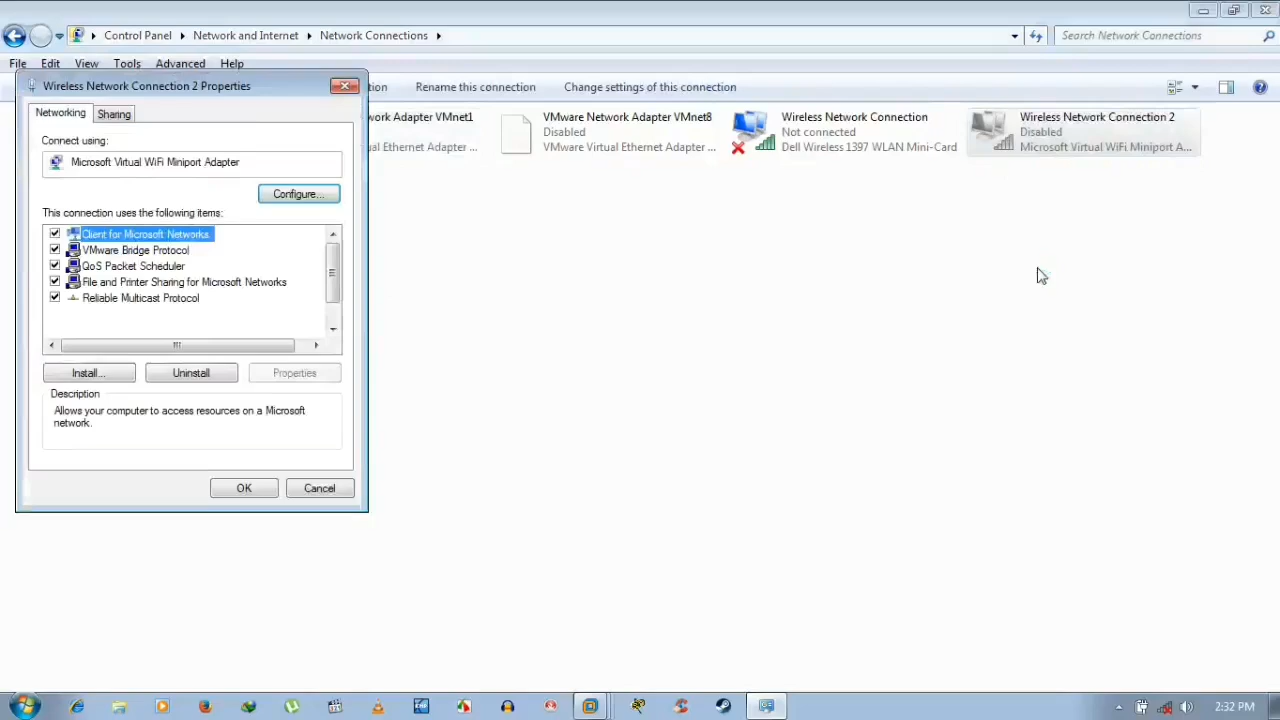 Control Panel
Network and Internet
Network Connections
Search Network Connections
File Edit View Tools Advanced Help
Rename this connection
Change settings of this connection
Wireless Network Connection 2 Properties
Networking
Sharing
Connect using:
Microsoft Virtual WiFi Miniport Adapter
Configure...
This connection uses the following items:
Client for Microsoft Networks
VMware Bridge Protocol
QoS Packet Scheduler
File and Printer Sharing for Microsoft Networks
Reliable Multicast Protocol
Install...
Uninstall
Properties
Description
Allows your computer to access resources on a Microsoft
network.
OK
Cancel
Adapter VMnet1
Ethernet Adapter ...
VMware Network Adapter VMnet8
Disabled
VMware Virtual Ethernet Adapter ...
Wireless Network Connection
Not connected
Dell Wireless 1397 WLAN Mini-Card
Wireless Network Connection 2
Disabled
Microsoft Virtual WiFi Miniport A...
2:32 PM